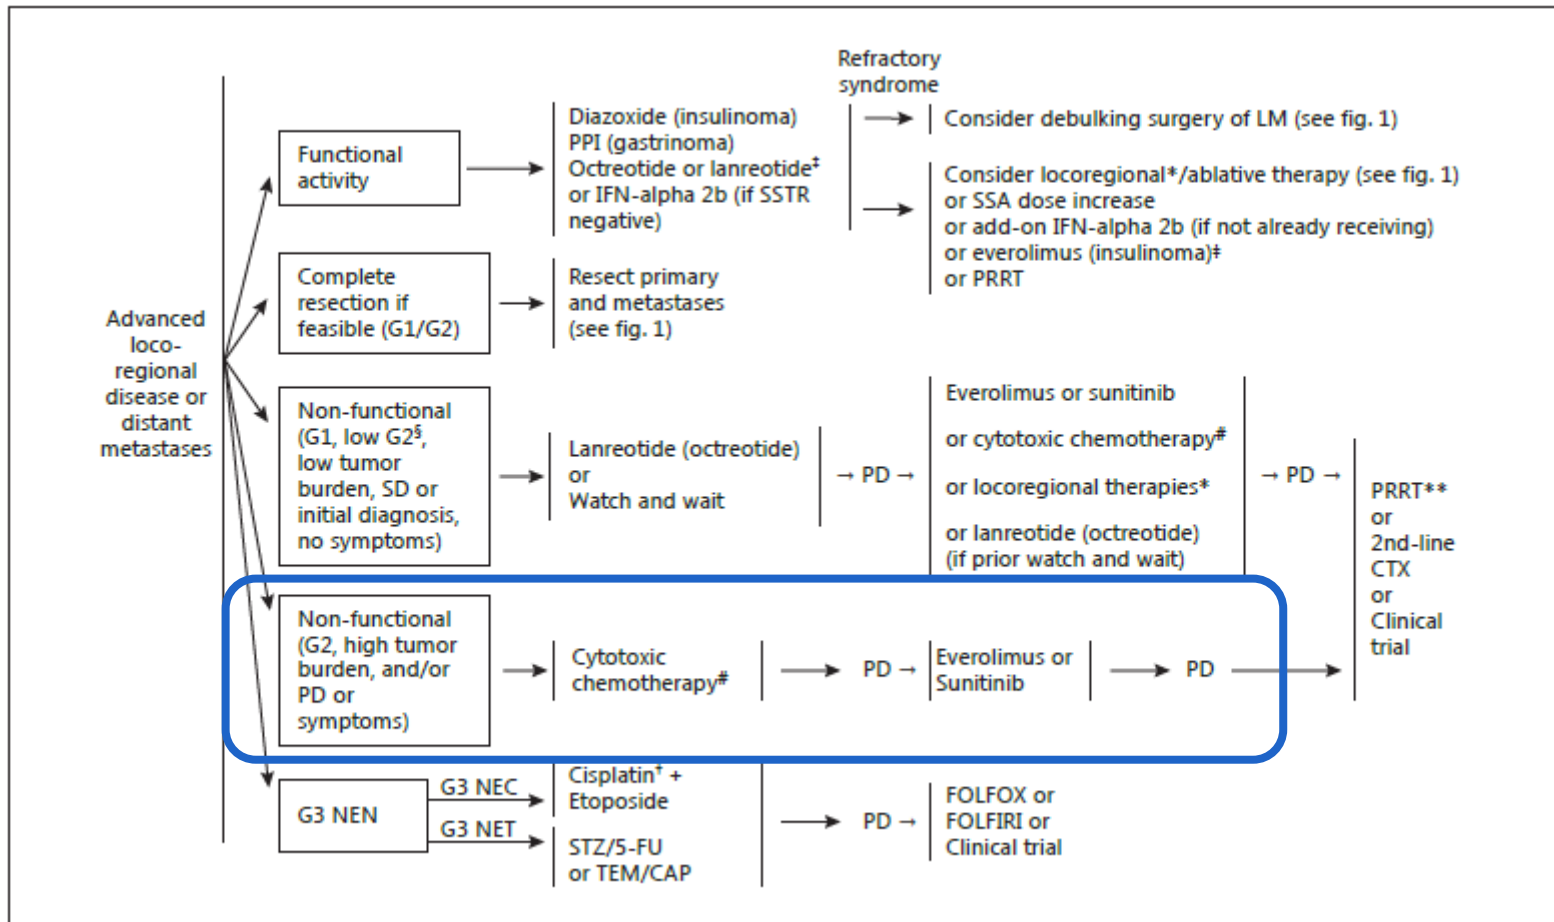 Advanced
loco-
regional
disease or
distant
metastases
Functional
activity
Diazoxide (insulinoma)
PPI (gastrinoma)
Octreotide or lanreotide‡
or IFN-alpha 2b (if SSTR
negative)
Refractory
syndrome
Consider debulking surgery of LM (see fig. 1)
Consider locoregional*/ablative therapy (see fig. 1)
or SSA dose increase
or add-on IFN-alpha 2b (if not already receiving)
or everolimus (insulinoma)‡
or PRRT
Complete
resection if
feasible (G1/G2)
Resect primary
and metastases
(see fig. 1)
Non-functional
(G1, low G2§,
low tumor
burden, SD or
initial diagnosis,
no symptoms)
Lanreotide (octreotide)
or
Watch and wait
→ PD →
Everolimus or sunitinib
or cytotoxic chemotherapy#
or locoregional therapies*
or lanreotide (octreotide)
(if prior watch and wait)
→ PD →
PRRT**
or
2nd-line
CTX
or
Clinical
trial
Non-functional
(G2, high tumor
burden, and/or
PD or
symptoms)
Cytotoxic
chemotherapy#
PD →
Everolimus or
Sunitinib
PD
G3 NEN
G3 NEC
G3 NET
Cisplatin† +
Etoposide
STZ/5-FU
or TEM/CAP
PD →
FOLFOX or
FOLFIRI or
Clinical trial